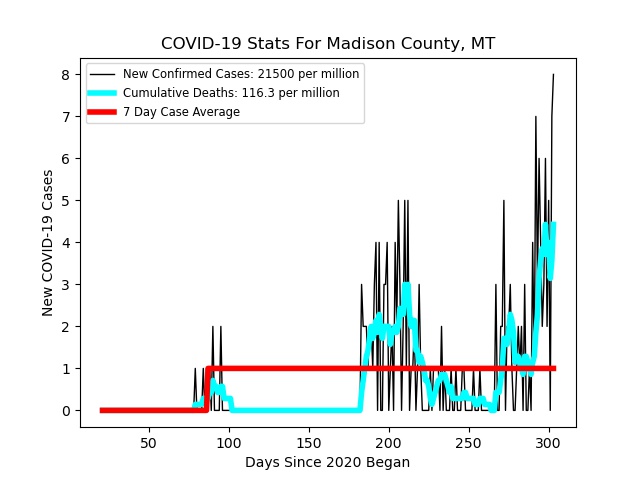 COVID-19 Stats For Madison County, MT
New Confirmed Cases: 21500 per million
Cumulative Deaths: 116.3 per million
7 Day Case Average
New COVID-19 Cases
8
7
6
5
4
3
2
1
0
50 100 150 200 250 300
Days Since 2020 Began